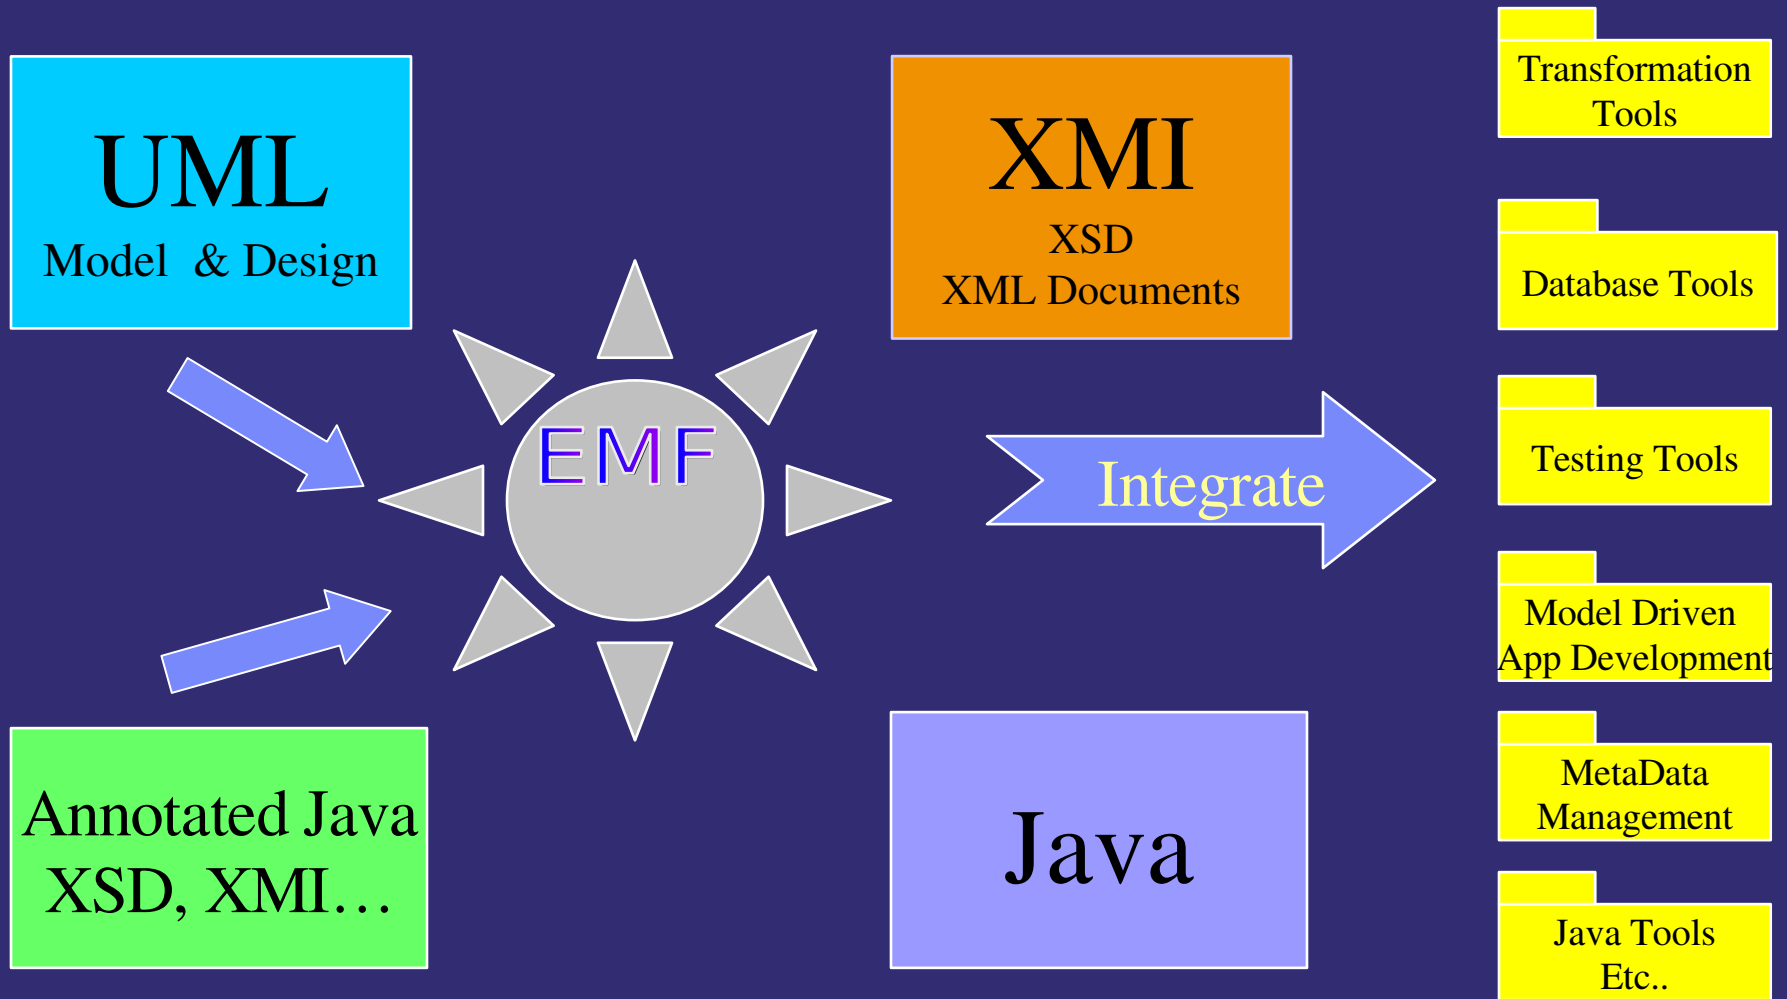 UML
Model & Design
Annotated Java
XSD, XMI…
EMF
XMI
XSD
XML Documents
Integrate
Java
Transformation
Tools
Database Tools
Testing Tools
Model Driven
App Development
MetaData
Management
Java Tools
Etc..